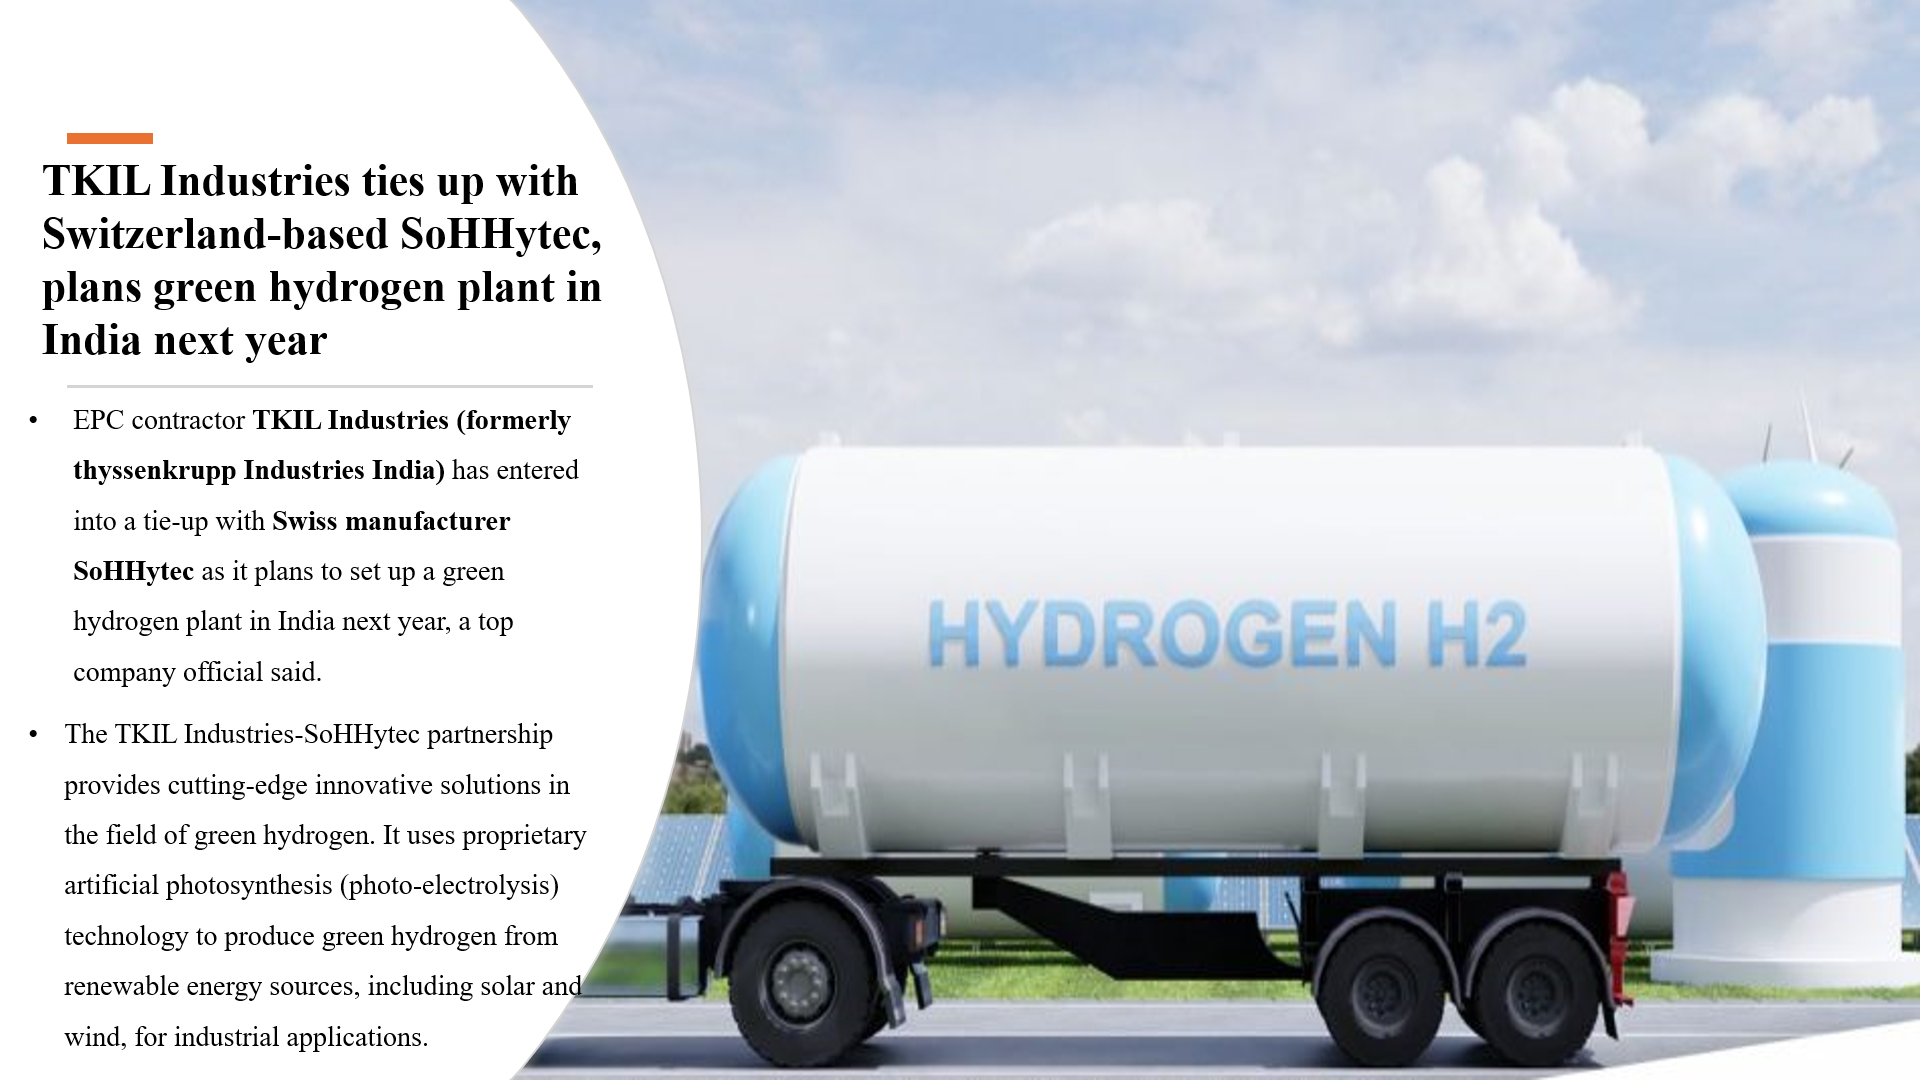 TKIL Industries ties up with
Switzerland-based SoHHytec,
plans green hydrogen plant in
India next year
• EPC contractor TKIL Industries (formerly
thyssenkrupp Industries India) has entered
into a tie-up with Swiss manufacturer
SoHHytec as it plans to set up a green
hydrogen plant in India next year, a top
company official said.
• The TKIL Industries-SoHHytec partnership
provides cutting-edge innovative solutions in
the field of green hydrogen. It uses proprietary
artificial photosynthesis (photo-electrolysis)
technology to produce green hydrogen from
renewable energy sources, including solar and
wind, for industrial applications.
HYDROGEN H2